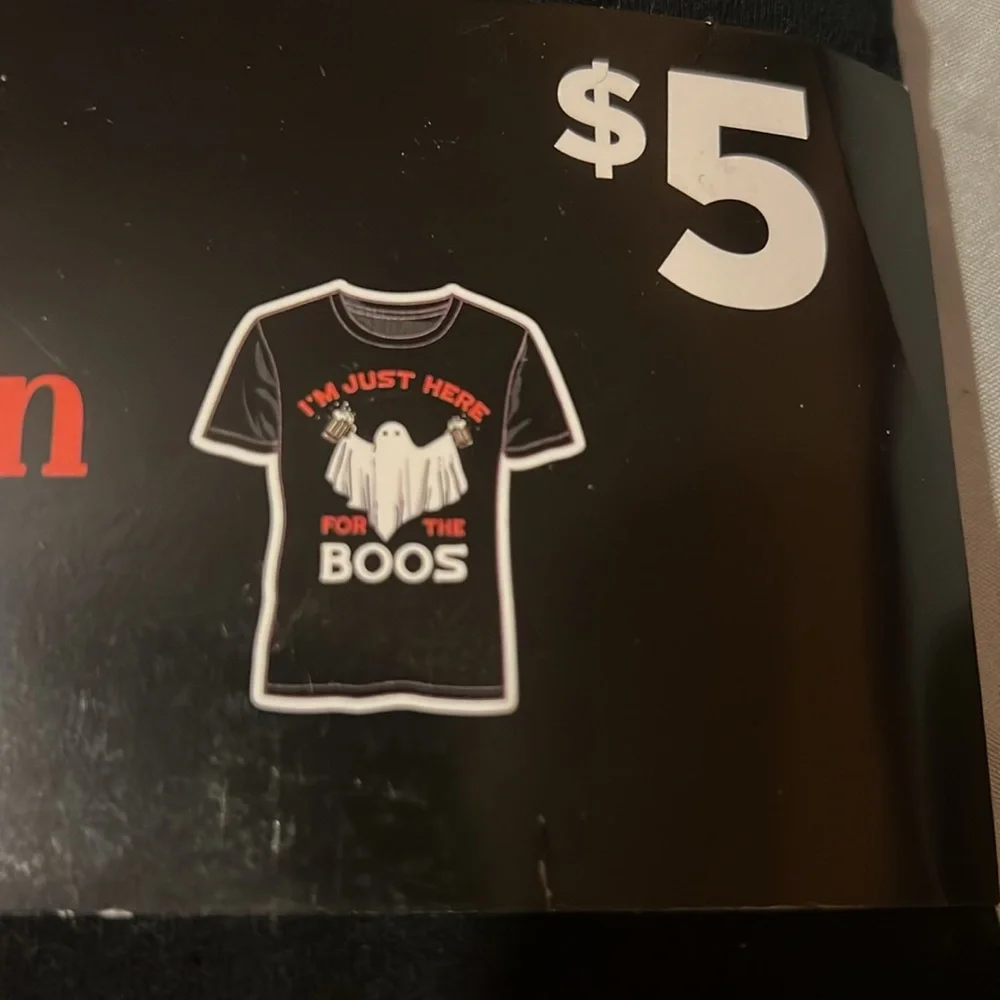 $5
n
I'M JUST HERE
FOR THE
BOOS